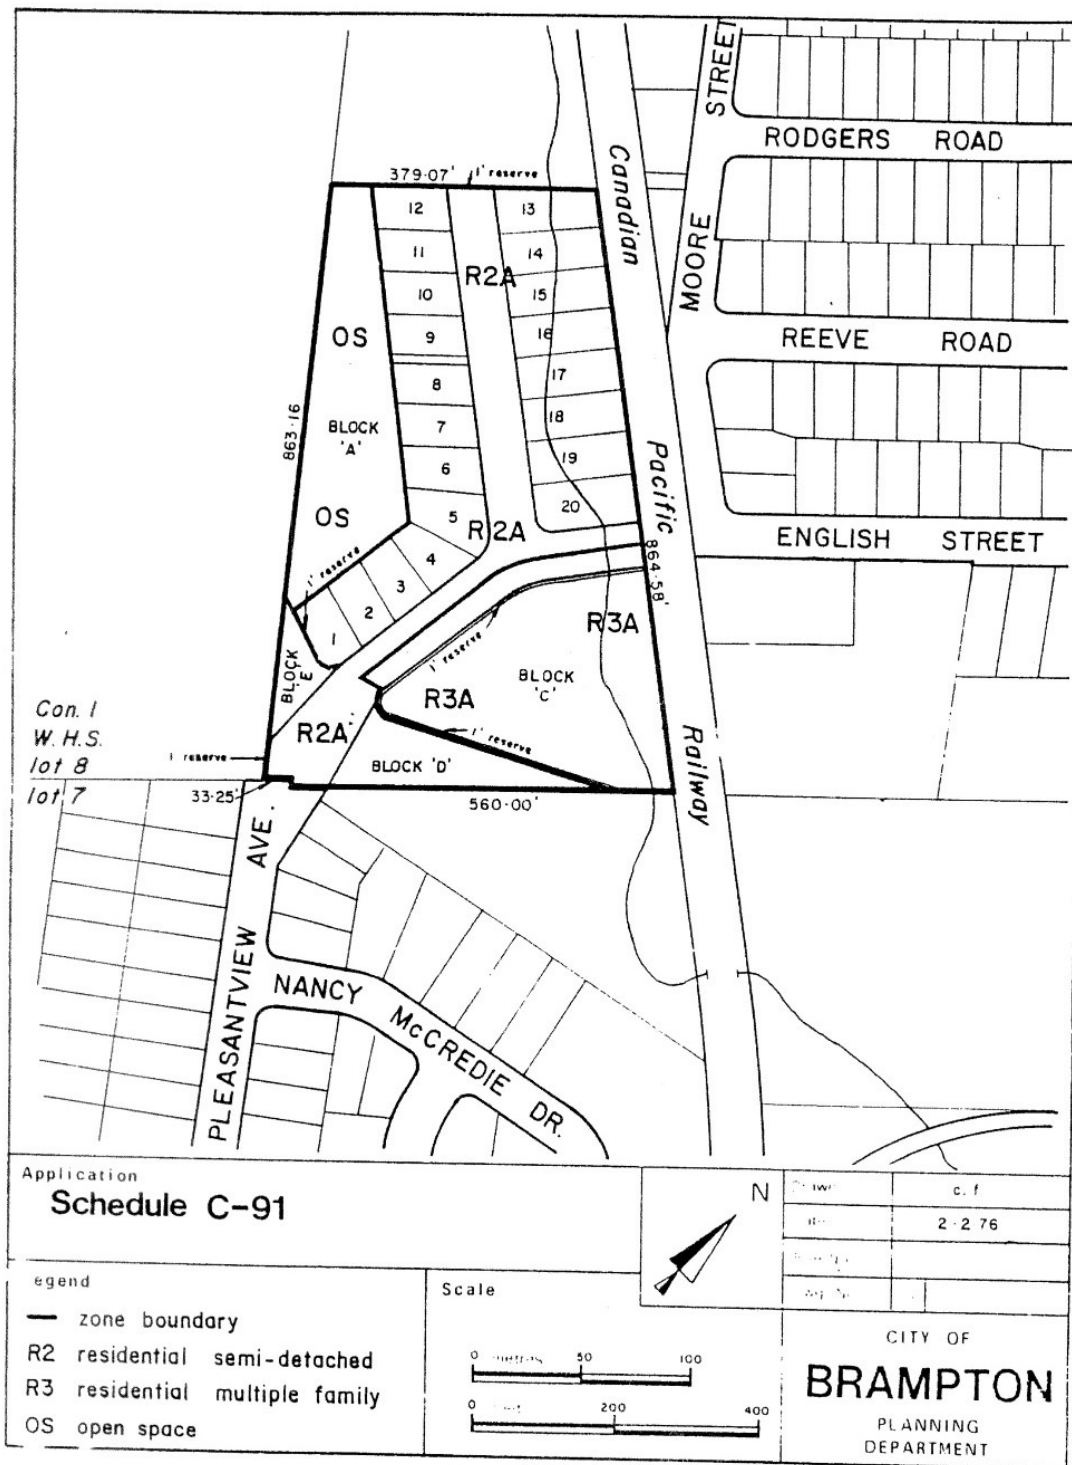 STREET
RODGERS ROAD
Canadian
379·07'
1' reserve
12
13
11
14
MOORE
R2A
10
15
OS
9
16
REEVE ROAD
8
17
863·16
BLOCK
'A'
7
18
Pacific
6
19
OS
5
20
R2A
ENGLISH STREET
4
1' reserve
3
864·58'
2
R3A
1
1' reserve
BLOCK
'E'
BLOCK
'C'
R3A
Con. 1
W. H. S.
lot 8
lot 7
R2A
1' reserve
1' reserve
BLOCK 'D'
Railway
33·25'
560·00'
PLEASANTVIEW AVE.
NANCY McCREDIE DR.
Application
Schedule C-91
N
c. f
2 · 2 76
egend
zone boundary
R2 residential semi-detached
R3 residential multiple family
OS open space
Scale
0 metres 50 100
0 200 400
CITY OF
BRAMPTON
PLANNING
DEPARTMENT